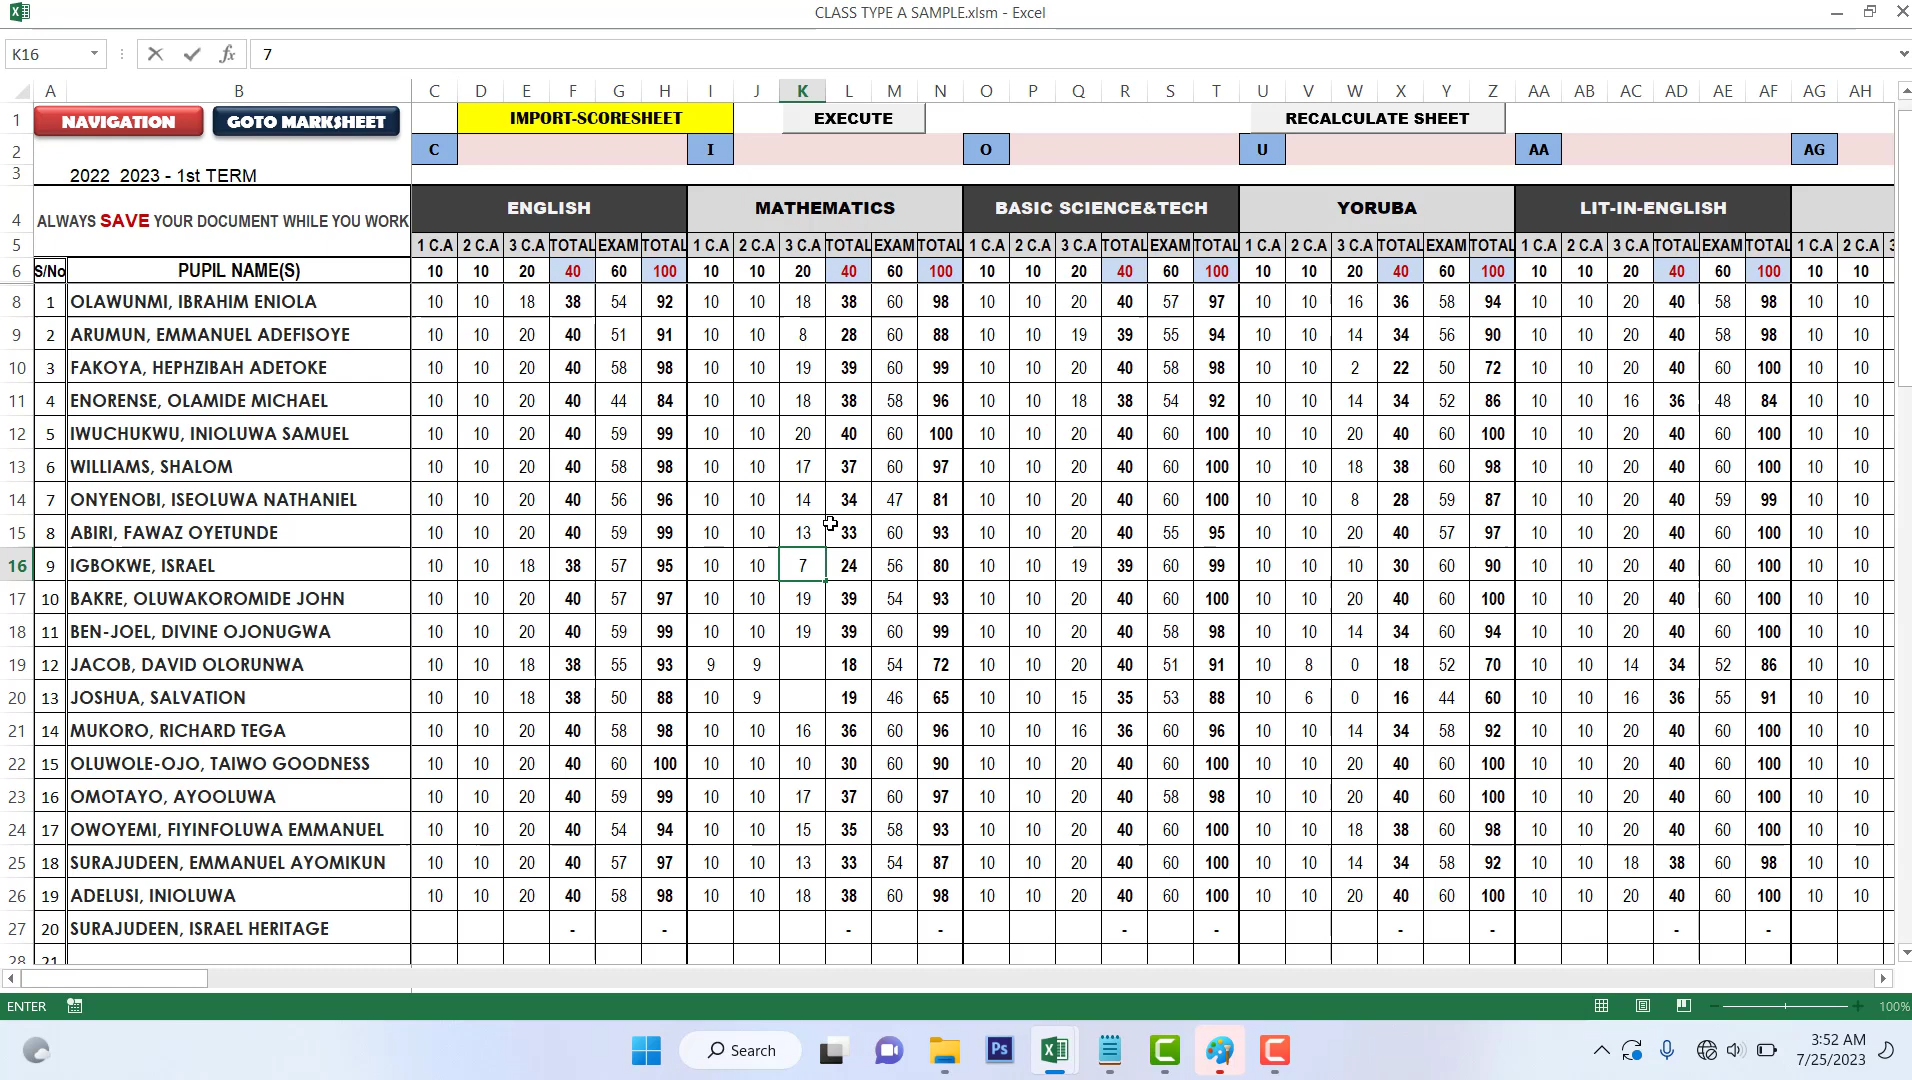 CLASS TYPE A SAMPLE.xlsm - Excel
K16 fx 7
A B C D E F G H I J K L M N O P Q R S T U V W X Y Z AA AB AC AD AE AF AG AH
1 NAVIGATION GOTO MARKSHEET IMPORT-SCORESHEET EXECUTE RECALCULATE SHEET
2 C I O U AA AG
3 2022 2023 - 1st TERM
4 ALWAYS SAVE YOUR DOCUMENT WHILE YOU WORK ENGLISH MATHEMATICS BASIC SCIENCE&TECH YORUBA LIT-IN-ENGLISH
5 1 C.A 2 C.A 3 C.A TOTAL EXAM TOTAL 1 C.A 2 C.A 3 C.A TOTAL EXAM TOTAL 1 C.A 2 C.A 3 C.A TOTAL EXAM TOTAL 1 C.A 2 C.A 3 C.A TOTAL EXAM TOTAL 1 C.A 2 C.A 3 C.A TOTAL EXAM TOTAL 1 C.A 2 C.A 3
6 S/No PUPIL NAME(S) 10 10 20 40 60 100 10 10 20 40 60 100 10 10 20 40 60 100 10 10 20 40 60 100 10 10 20 40 60 100 10 10
8 1 OLAWUNMI, IBRAHIM ENIOLA 10 10 18 38 54 92 10 10 18 38 60 98 10 10 20 40 57 97 10 10 16 36 58 94 10 10 20 40 58 98 10 10
9 2 ARUMUN, EMMANUEL ADEFISOYE 10 10 20 40 51 91 10 10 8 28 60 88 10 10 19 39 55 94 10 10 14 34 56 90 10 10 20 40 58 98 10 10
10 3 FAKOYA, HEPHZIBAH ADETOKE 10 10 20 40 58 98 10 10 19 39 60 99 10 10 20 40 58 98 10 10 2 22 50 72 10 10 20 40 60 100 10 10
11 4 ENORENSE, OLAMIDE MICHAEL 10 10 20 40 44 84 10 10 18 38 58 96 10 10 18 38 54 92 10 10 14 34 52 86 10 10 16 36 48 84 10 10
12 5 IWUCHUKWU, INIOLUWA SAMUEL 10 10 20 40 59 99 10 10 20 40 60 100 10 10 20 40 60 100 10 10 20 40 60 100 10 10 20 40 60 100 10 10
13 6 WILLIAMS, SHALOM 10 10 20 40 58 98 10 10 17 37 60 97 10 10 20 40 60 100 10 10 18 38 60 98 10 10 20 40 60 100 10 10
14 7 ONYENOBI, ISEOLUWA NATHANIEL 10 10 20 40 56 96 10 10 14 34 47 81 10 10 20 40 60 100 10 10 8 28 59 87 10 10 20 40 59 99 10 10
15 8 ABIRI, FAWAZ OYETUNDE 10 10 20 40 59 99 10 10 13 33 60 93 10 10 20 40 55 95 10 10 20 40 57 97 10 10 20 40 60 100 10 10
16 9 IGBOKWE, ISRAEL 10 10 18 38 57 95 10 10 7 24 56 80 10 10 19 39 60 99 10 10 10 30 60 90 10 10 20 40 60 100 10 10
17 10 BAKRE, OLUWAKOROMIDE JOHN 10 10 20 40 57 97 10 10 19 39 54 93 10 10 20 40 60 100 10 10 20 40 60 100 10 10 20 40 60 100 10 10
18 11 BEN-JOEL, DIVINE OJONUGWA 10 10 20 40 59 99 10 10 19 39 60 99 10 10 20 40 58 98 10 10 14 34 60 94 10 10 20 40 60 100 10 10
19 12 JACOB, DAVID OLORUNWA 10 10 18 38 55 93 9 9 18 54 72 10 10 20 40 51 91 10 8 0 18 52 70 10 10 14 34 52 86 10 10
20 13 JOSHUA, SALVATION 10 10 18 38 50 88 10 9 19 46 65 10 10 15 35 53 88 10 6 0 16 44 60 10 10 16 36 55 91 10 10
21 14 MUKORO, RICHARD TEGA 10 10 20 40 58 98 10 10 16 36 60 96 10 10 16 36 60 96 10 10 14 34 58 92 10 10 20 40 60 100 10 10
22 15 OLUWOLE-OJO, TAIWO GOODNESS 10 10 20 40 60 100 10 10 10 30 60 90 10 10 20 40 60 100 10 10 20 40 60 100 10 10 20 40 60 100 10 10
23 16 OMOTAYO, AYOOLUWA 10 10 20 40 59 99 10 10 17 37 60 97 10 10 20 40 58 98 10 10 20 40 60 100 10 10 20 40 60 100 10 10
24 17 OWOYEMI, FIYINFOLUWA EMMANUEL 10 10 20 40 54 94 10 10 15 35 58 93 10 10 20 40 60 100 10 10 18 38 60 98 10 10 20 40 60 100 10 10
25 18 SURAJUDEEN, EMMANUEL AYOMIKUN 10 10 20 40 57 97 10 10 13 33 54 87 10 10 20 40 60 100 10 10 14 34 58 92 10 10 18 38 60 98 10 10
26 19 ADELUSI, INIOLUWA 10 10 20 40 58 98 10 10 18 38 60 98 10 10 20 40 60 100 10 10 20 40 60 100 10 10 20 40 60 100 10 10
27 20 SURAJUDEEN, ISRAEL HERITAGE - - - - - - - - - -
28 21
ENTER 100%
Search Ps 3:52 AM
7/25/2023